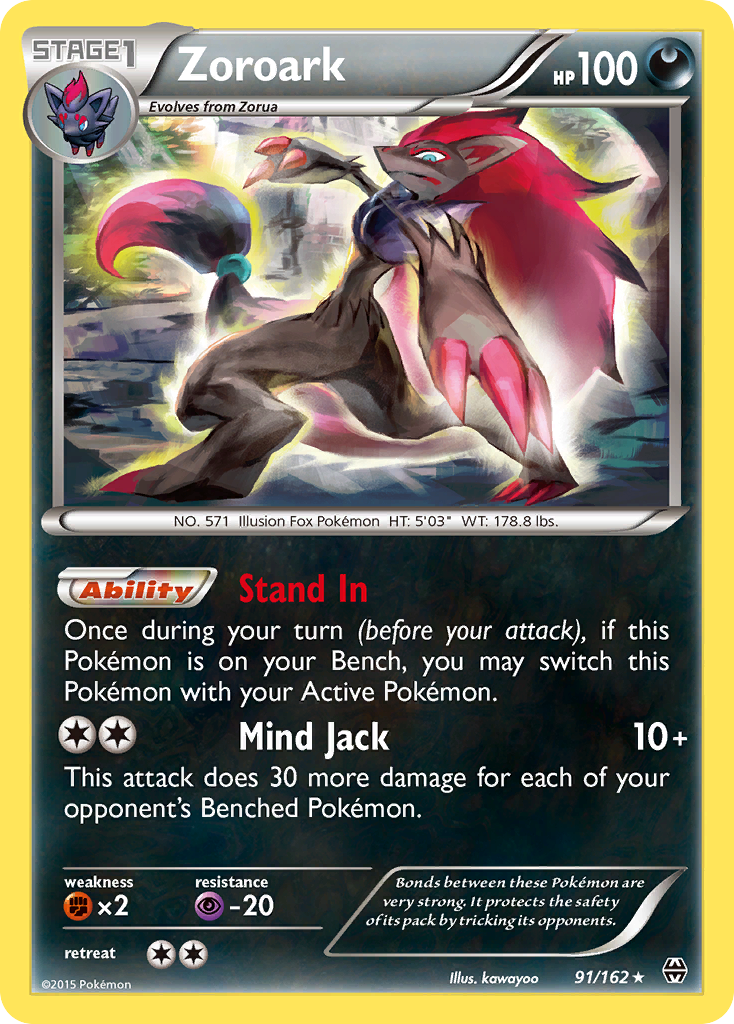 STAGE1
Zoroark
HP100
Evolves from Zorua
NO. 571 Illusion Fox Pokémon HT: 5'03" WT: 178.8 lbs.
Ability Stand In
Once during your turn (before your attack), if this
Pokémon is on your Bench, you may switch this
Pokémon with your Active Pokémon.
Mind Jack 10+
This attack does 30 more damage for each of your
opponent's Benched Pokémon.
weakness resistance
×2 -20
retreat
Bonds between these Pokémon are
very strong. It protects the safety
of its pack by tricking its opponents.
©2015 Pokémon
Illus. kawayoo 91/162 ★